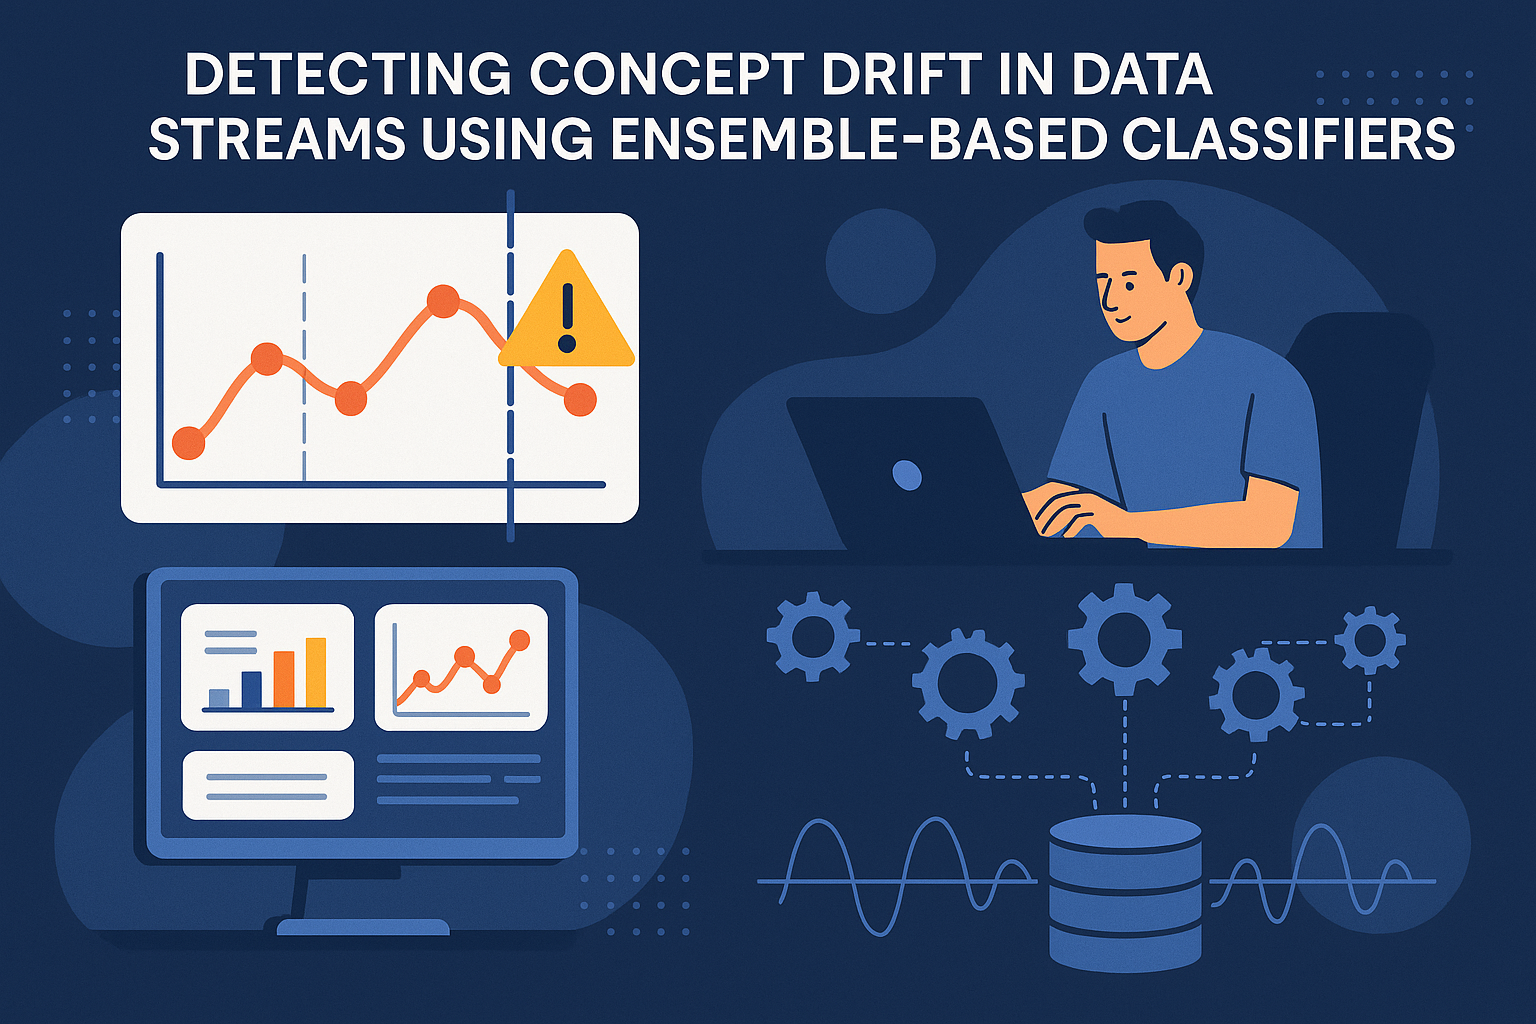 DETECTING CONCEPT DRIFT IN DATA
STREAMS USING ENSEMBLE-BASED CLASSIFIERS
!